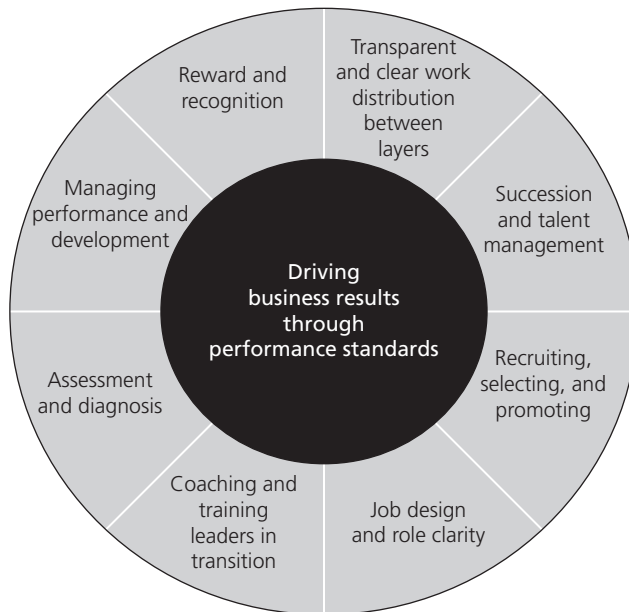 Transparent
and clear work
distribution
between
layers
Succession
and talent
management
Recruiting,
selecting, and
promoting
Job design
and role clarity
Coaching and
training
leaders in
transition
Assessment
and diagnosis
Managing
performance and
development
Reward and
recognition
Driving
business results
through
performance standards